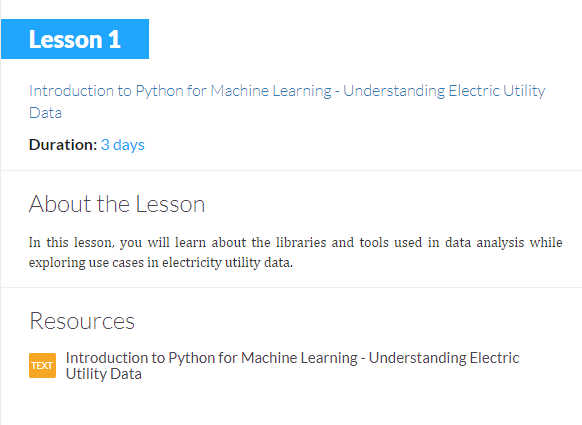 Lesson 1
Introduction to Python for Machine Learning - Understanding Electric Utility
Data
Duration: 3 days
About the Lesson
In this lesson, you will learn about the libraries and tools used in data analysis while
exploring use cases in electricity utility data.
Resources
TEXT
Introduction to Python for Machine Learning - Understanding Electric
Utility Data